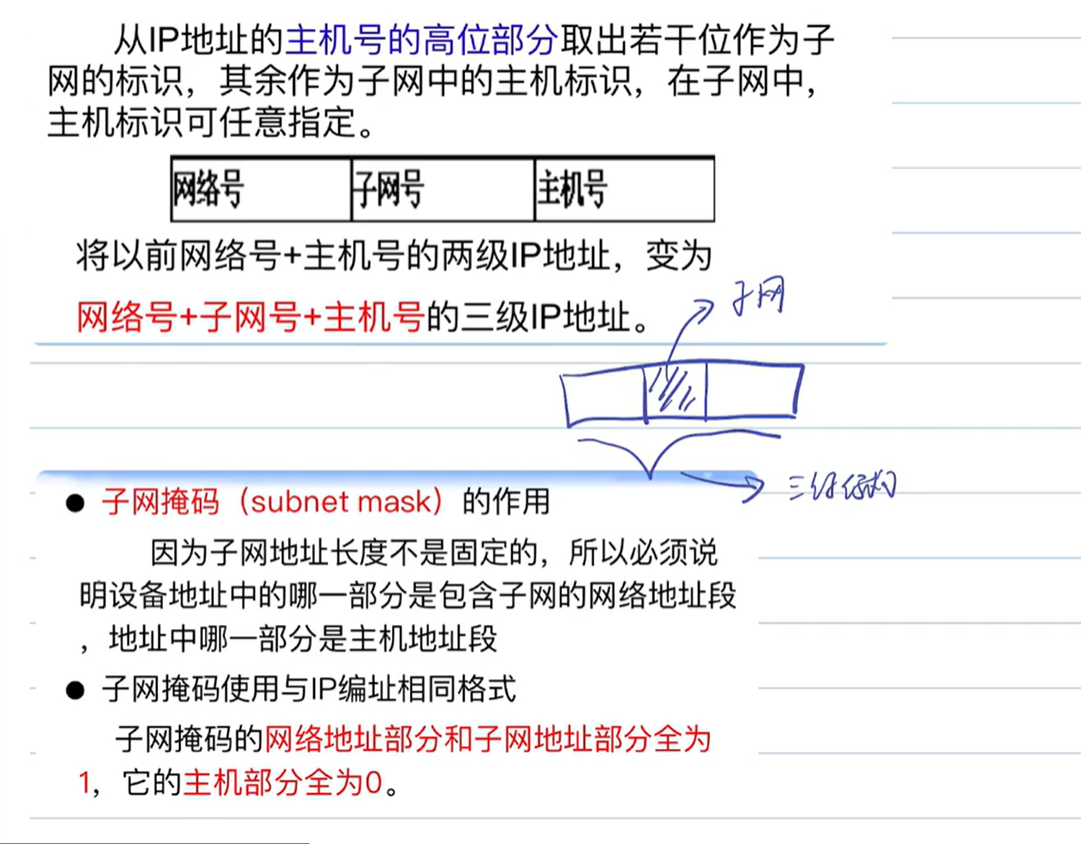 从IP地址的主机号的高位部分取出若干位作为子
网的标识，其余作为子网中的主机标识，在子网中，
主机标识可任意指定。
网络号 子网号 主机号
将以前网络号+主机号的两级IP地址，变为
网络号+子网号+主机号的三级IP地址。
子网
三级结构
● 子网掩码（subnet mask）的作用
因为子网地址长度不是固定的，所以必须说
明设备地址中的哪一部分是包含子网的网络地址段
，地址中哪一部分是主机地址段
● 子网掩码使用与IP编址相同格式
子网掩码的网络地址部分和子网地址部分全为
1，它的主机部分全为0。